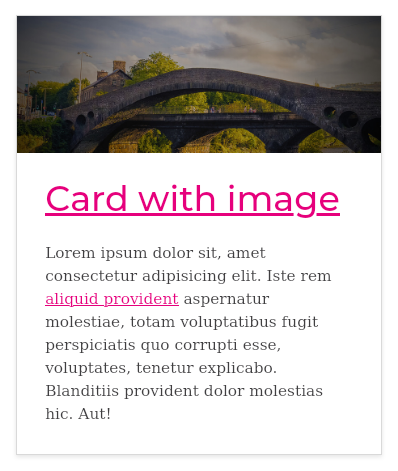 Card with image
Lorem ipsum dolor sit, amet
consectetur adipisicing elit. Iste rem
aliquid provident aspernatur
molestiae, totam voluptatibus fugit
perspiciatis quo corrupti esse,
voluptates, tenetur explicabo.
Blanditiis provident dolor molestias
hic. Aut!